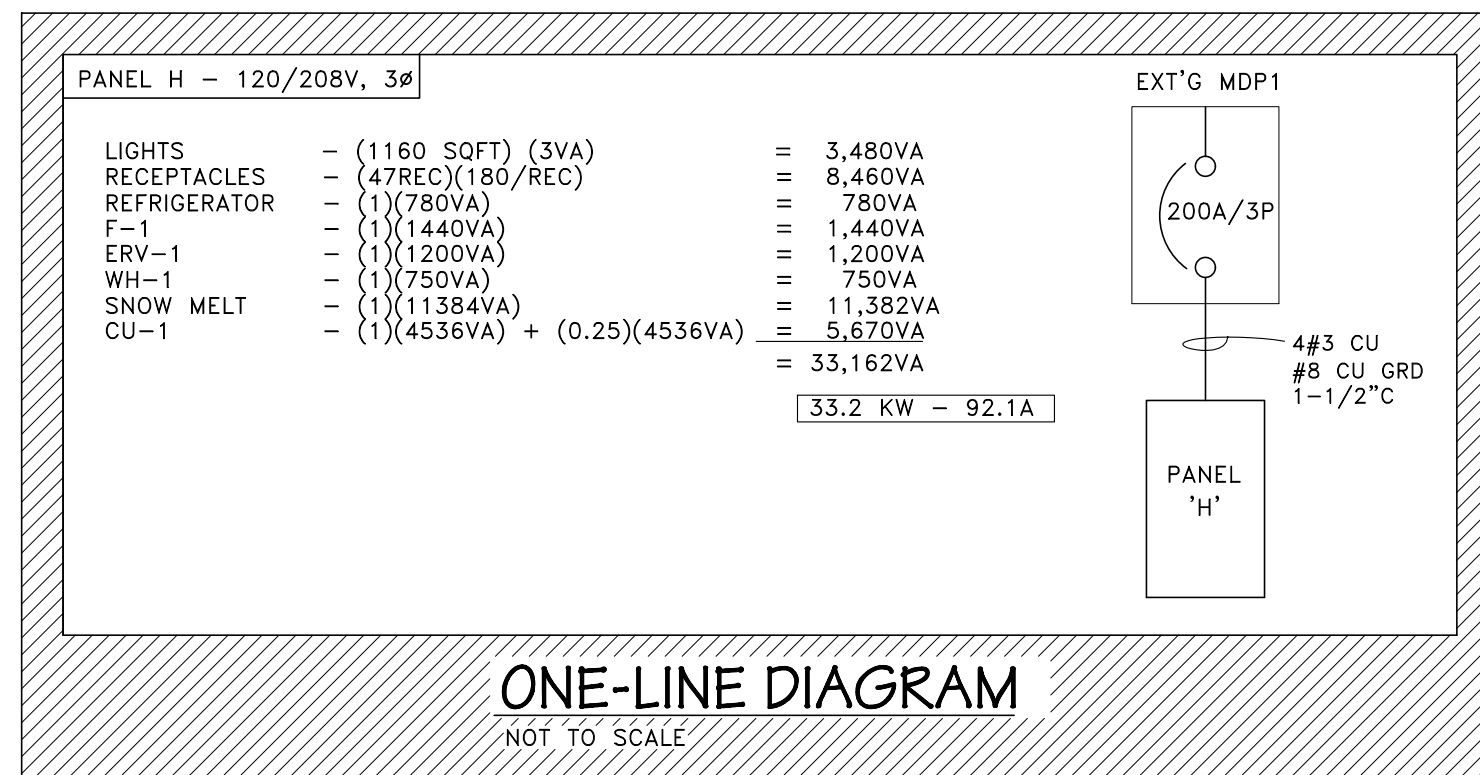 PANEL H - 120/208V, 3ø
LIGHTS - (1160 SQFT) (3VA) = 3,480VA
RECEPTACLES - (47REC)(180/REC) = 8,460VA
REFRIGERATOR - (1)(780VA) = 780VA
F-1 - (1)(1440VA) = 1,440VA
ERV-1 - (1)(1200VA) = 1,200VA
WH-1 - (1)(750VA) = 750VA
SNOW MELT - (1)(11384VA) = 11,382VA
CU-1 - (1)(4536VA) + (0.25)(4536VA) = 5,670VA
= 33,162VA
33.2 KW - 92.1A
EXT'G MDP1
200A/3P
4#3 CU
#8 CU GRD
1-1/2"C
PANEL
'H'
ONE-LINE DIAGRAM
NOT TO SCALE